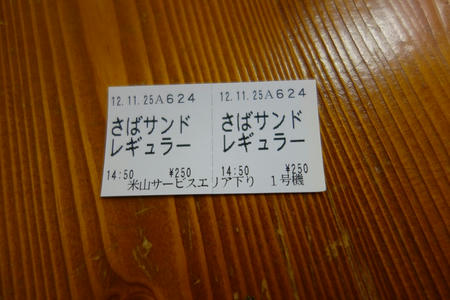 12.11.25A624
さばサンド
レギュラー
14:50 ¥250
12.11.25A624
さばサンド
レギュラー
14:50 ¥250
米山サービスエリア下り 1号機